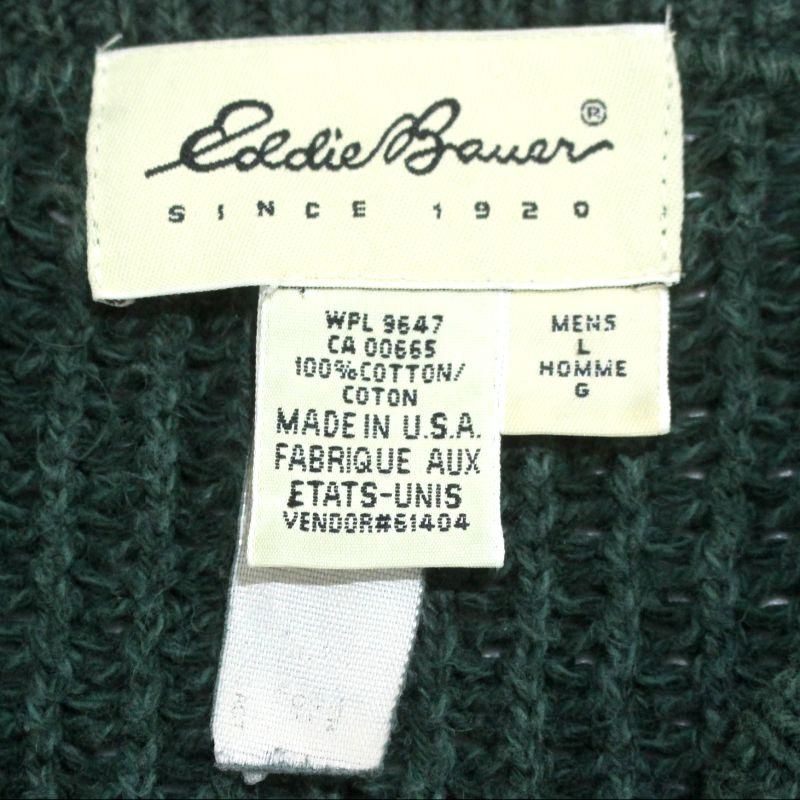 Eddie Bauer®
SINCE 1920
WPL 9647
CA 00665
100% COTTON/
COTON
MADE IN U.S.A.
FABRIQUE AUX
ETATS-UNIS
VENDOR#61404
MENS
L
HOMME
G